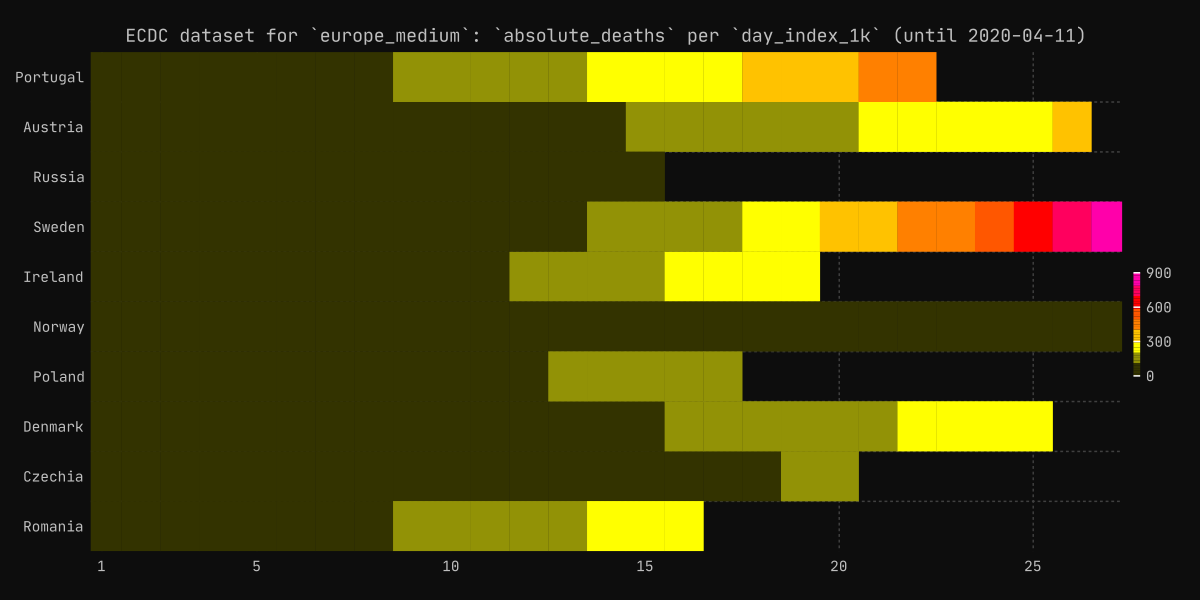 ECDC dataset for `europe_medium`: `absolute_deaths` per `day_index_1k` (until 2020-04-11)
Portugal
Austria
Russia
Sweden
Ireland
Norway
Poland
Denmark
Czechia
Romania
1 5 10 15 20 25
900
600
300
0